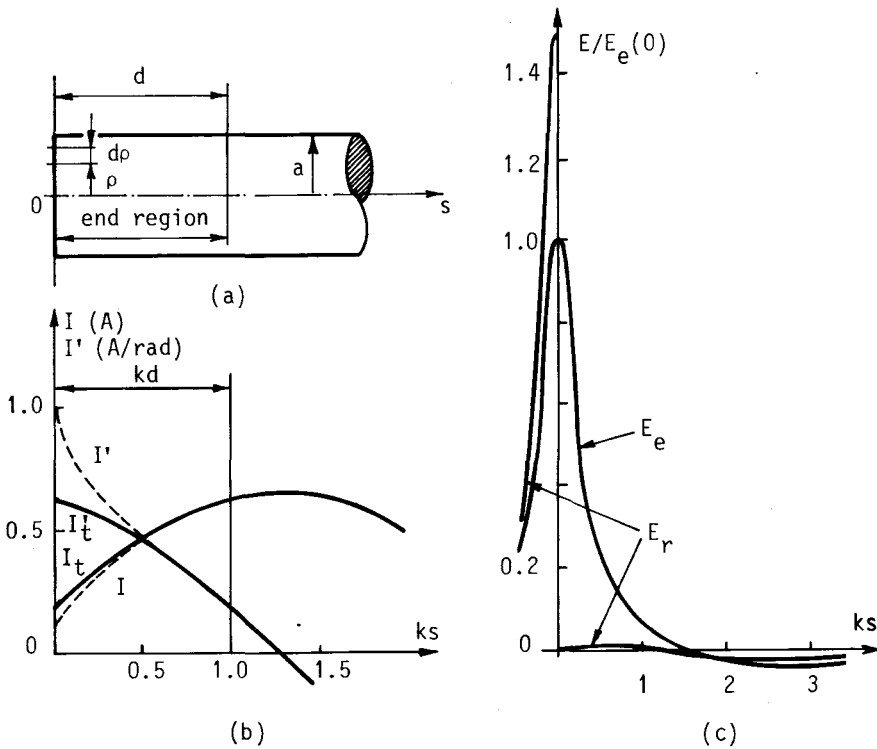 d
dρ
ρ
a
0
s
end region
(a)
I (A)
I' (A/rad)
kd
1.0
I'
0.5
I't
It
I
0
0.5
1.0
1.5
ks
(b)
E/Ee(0)
1.4
1.2
1.0
Ee
Er
0.2
0
ks
1
2
3
(c)